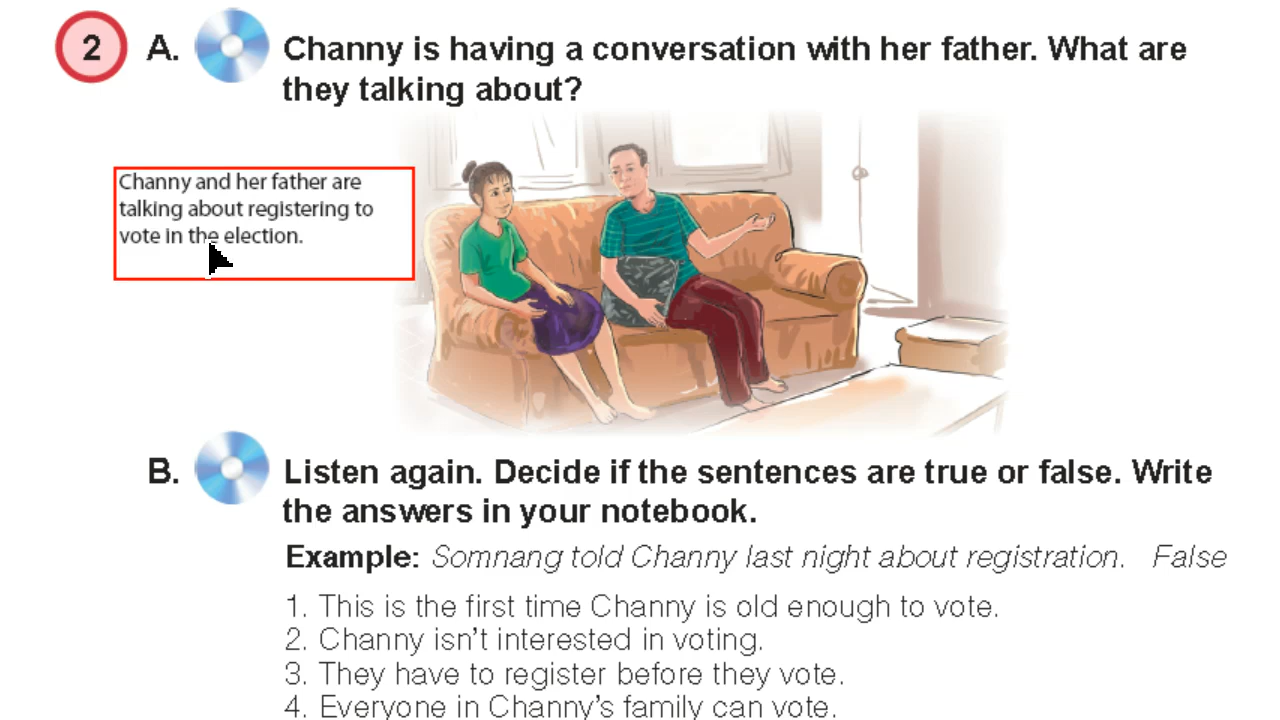 2 A. Channy is having a conversation with her father. What are
they talking about?
Channy and her father are
talking about registering to
vote in the election.
B. Listen again. Decide if the sentences are true or false. Write
the answers in your notebook.
Example: Somnang told Channy last night about registration. False
1. This is the first time Channy is old enough to vote.
2. Channy isn't interested in voting.
3. They have to register before they vote.
4. Everyone in Channy's family can vote.